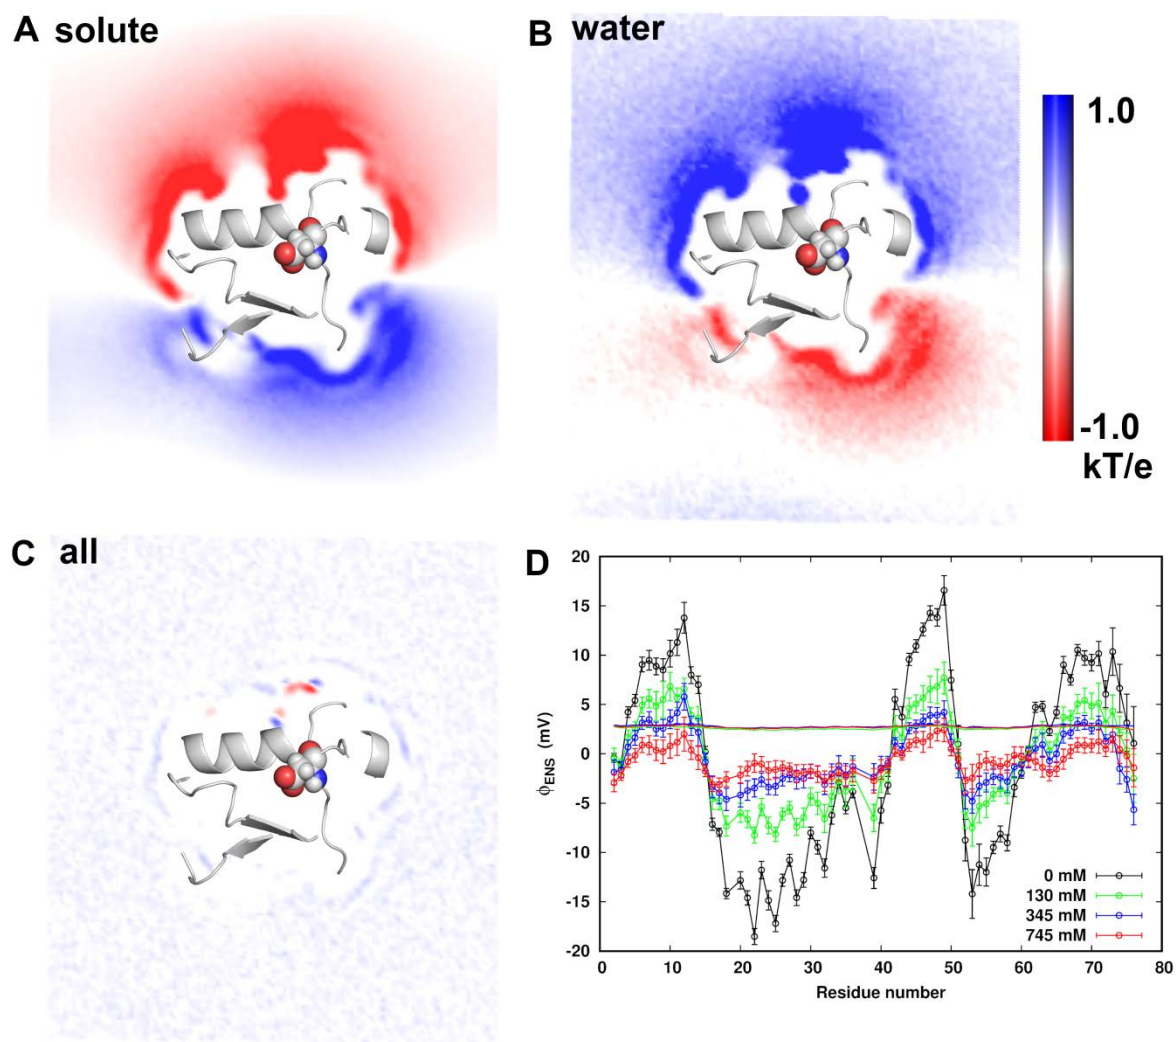 A solute
B water
1.0
-1.0
kT/e
C all
D
20
15
10
5
0
-5
-10
-15
-20
ϕENS (mV)
0 mM
130 mM
345 mM
745 mM
0 10 20 30 40 50 60 70 80
Residue number